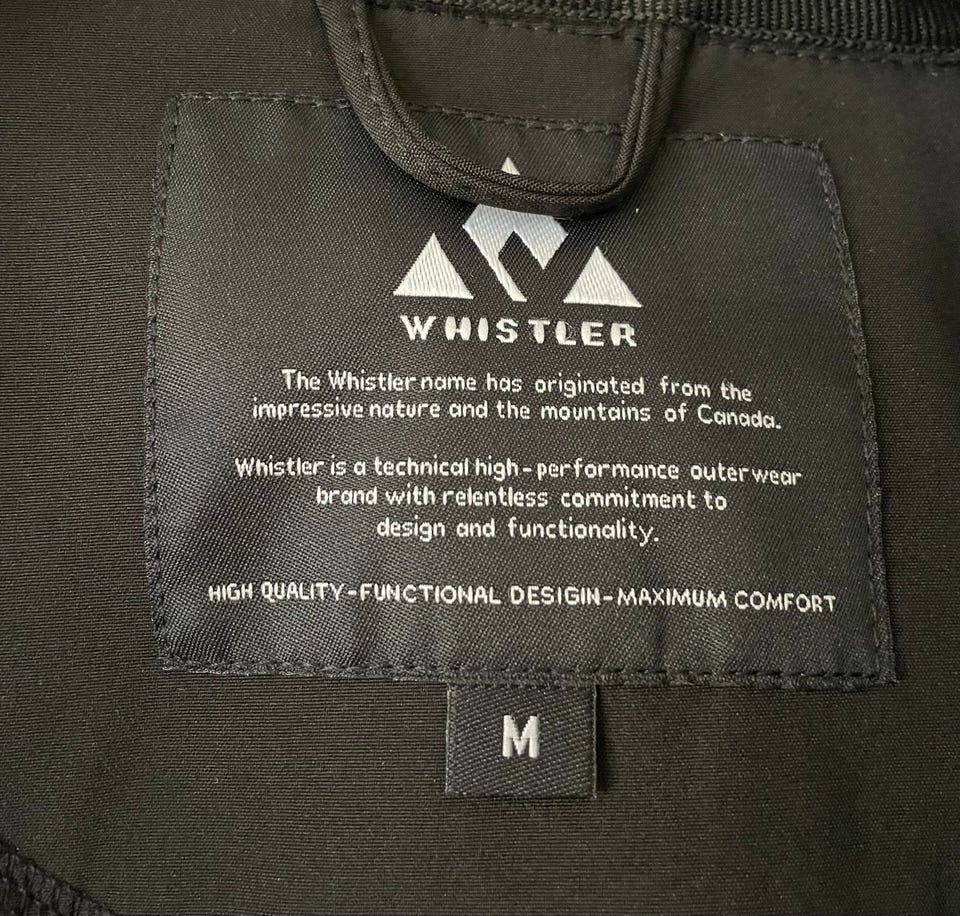 WHISTLER
The Whistler name has originated from the
impressive nature and the mountains of Canada.
Whistler is a technical high-performance outerwear
brand with relentless commitment to
design and functionality.
HIGH QUALITY-FUNCTIONAL DESIGIN-MAXIMUM COMFORT
M